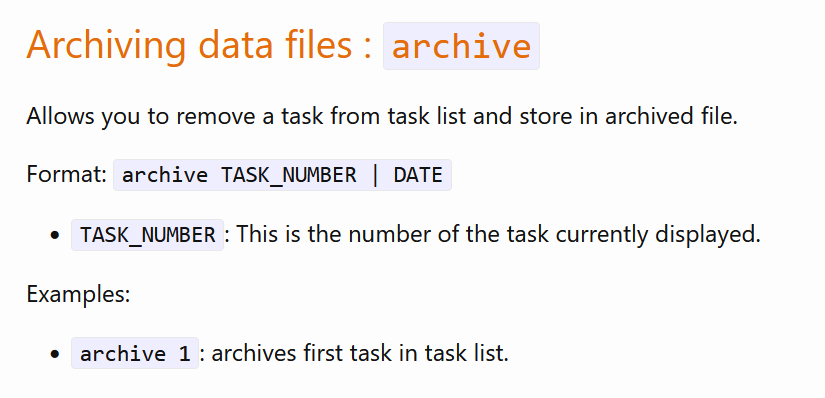 Archiving data files : archive
Allows you to remove a task from task list and store in archived file.
Format: archive TASK_NUMBER | DATE
• TASK_NUMBER: This is the number of the task currently displayed.
Examples:
• archive 1: archives first task in task list.